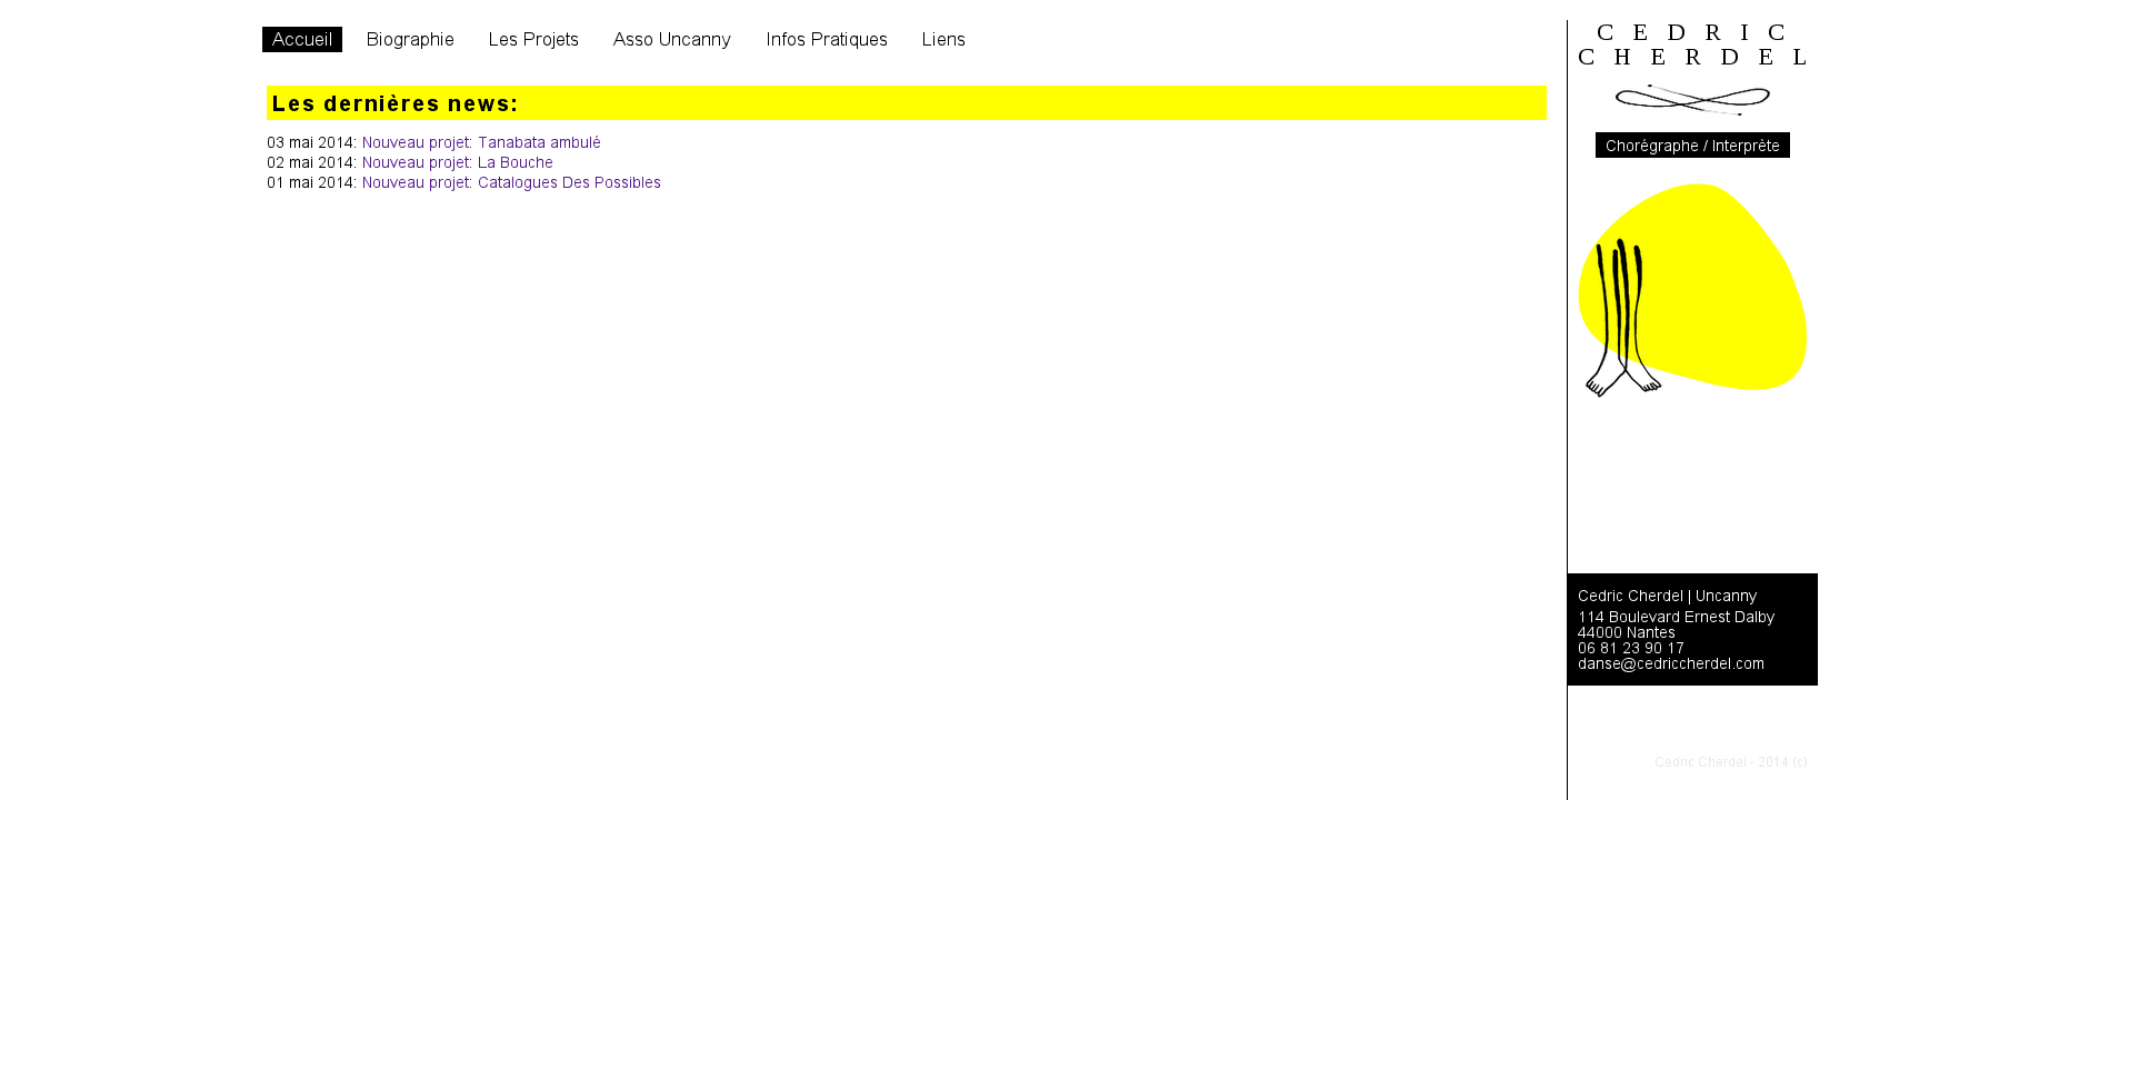 Accueil Biographie Les Projets Asso Uncanny Infos Pratiques Liens
Les dernières news:
03 mai 2014: Nouveau projet: Tanabata ambulé
02 mai 2014: Nouveau projet: La Bouche
01 mai 2014: Nouveau projet: Catalogues Des Possibles
CEDRIC
CHERDEL
Chorégraphe / Interprète
Cedric Cherdel | Uncanny
114 Boulevard Ernest Dalby
44000 Nantes
06 81 23 90 17
danse@cedriccherdel.com
Cedric Cherdel - 2014 (c)